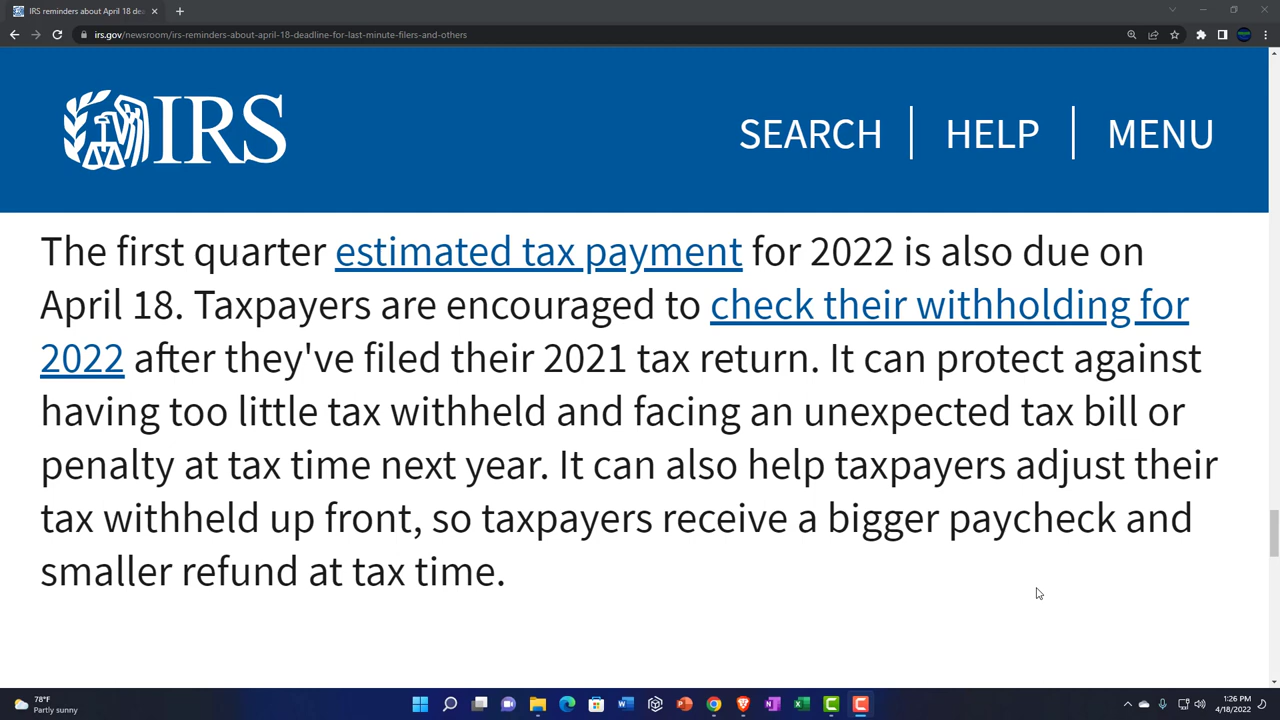 IRS reminders about April 18 de
irs.gov/newsroom/irs-reminders-about-april-18-deadline-for-last-minute-filers-and-others
IRS
SEARCH
HELP
MENU
The first quarter estimated tax payment for 2022 is also due on
April 18. Taxpayers are encouraged to check their withholding for
2022 after they've filed their 2021 tax return. It can protect against
having too little tax withheld and facing an unexpected tax bill or
penalty at tax time next year. It can also help taxpayers adjust their
tax withheld up front, so taxpayers receive a bigger paycheck and
smaller refund at tax time.
78°F
Partly sunny
1:26 PM
4/18/2022